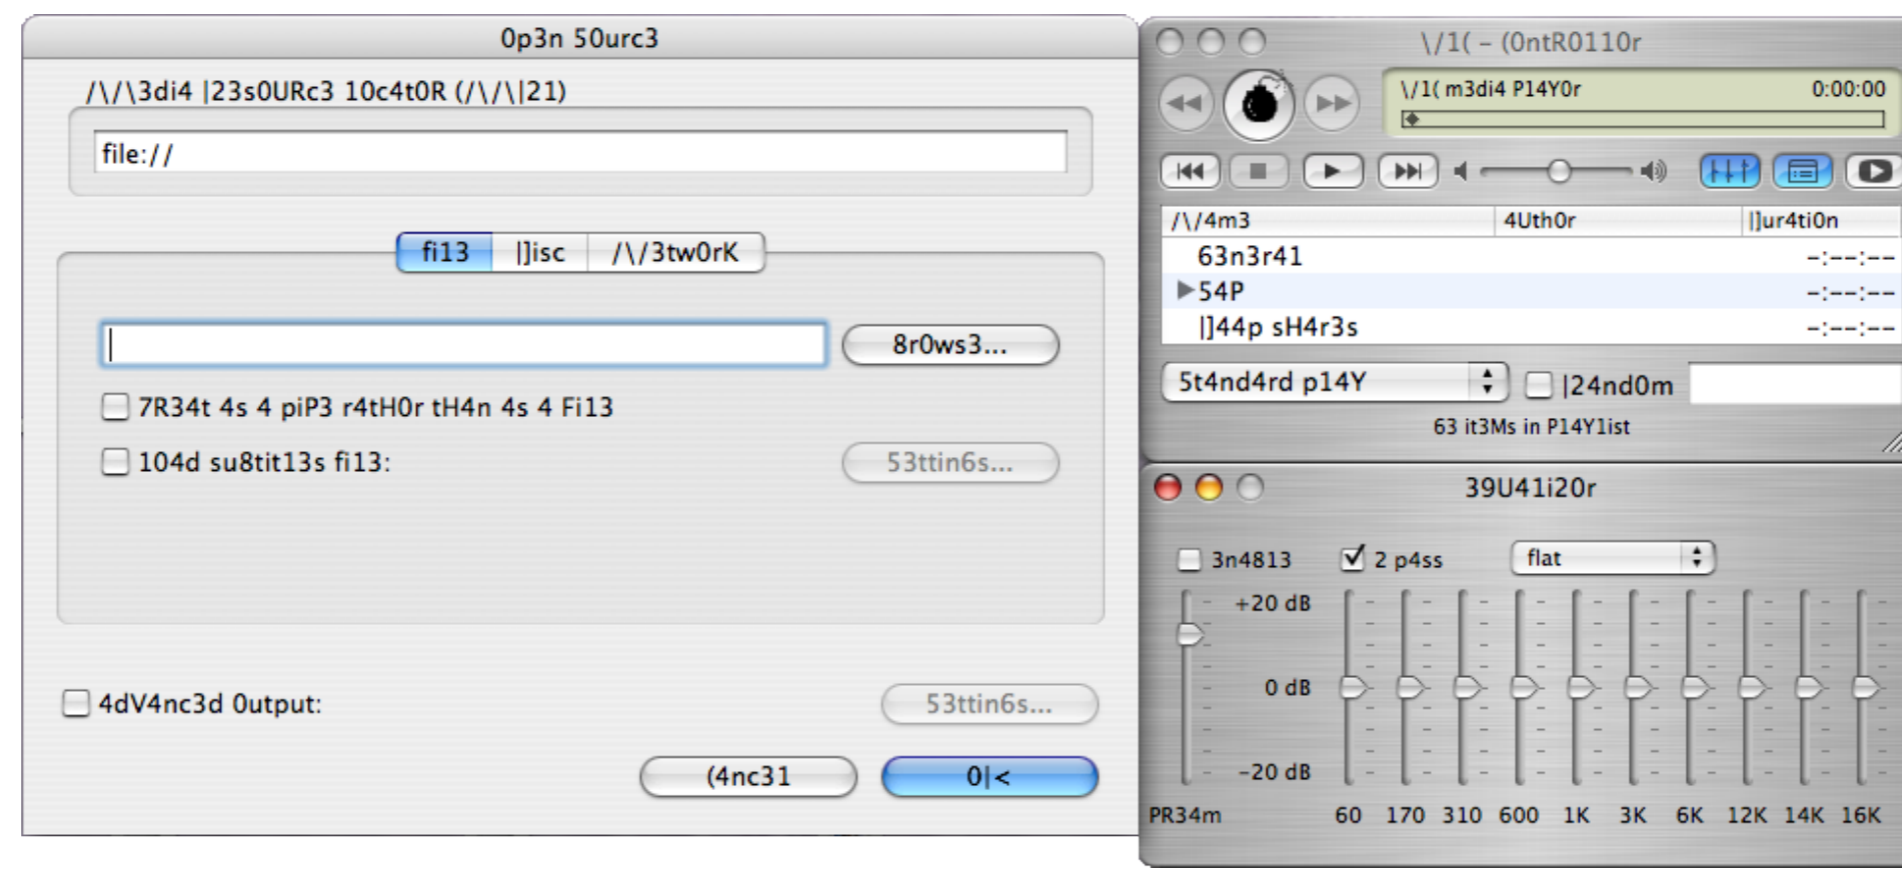 0p3n 50urc3
/\/\3di4 |23s0URc3 10c4t0R (/\/\|21)
file://
fi13 |]isc /\/3tw0rK
8r0ws3...
7R34t 4s 4 piP3 r4tH0r tH4n 4s 4 Fi13
104d su8tit13s fi13: 53ttin6s...
4dV4nc3d 0utput: 53ttin6s...
(4nc31 0|<
\/1( – (0ntR0110r
\/1( m3di4 P14Y0r 0:00:00
/\/4m3 4Uth0r |]ur4ti0n
63n3r41 -:--:--
54P -:--:--
|]44p sH4r3s -:--:--
5t4nd4rd p14Y |24nd0m
63 it3Ms in P14Y1ist
39U41i20r
3n4813 2 p4ss flat
+20 dB
0 dB
-20 dB
PR34m 60 170 310 600 1K 3K 6K 12K 14K 16K